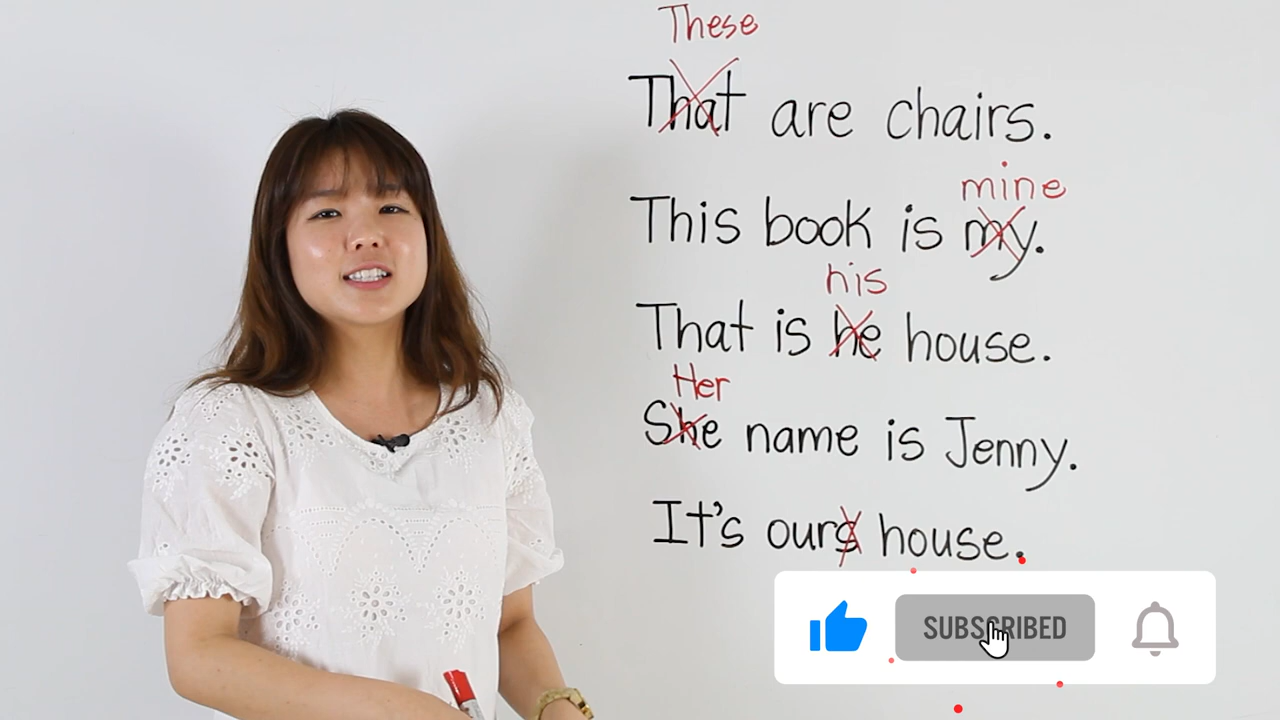 These
That are chairs.
mine
This book is my.
his
That is he house.
Her
She name is Jenny.
It's ours house.
SUBSCRIBED